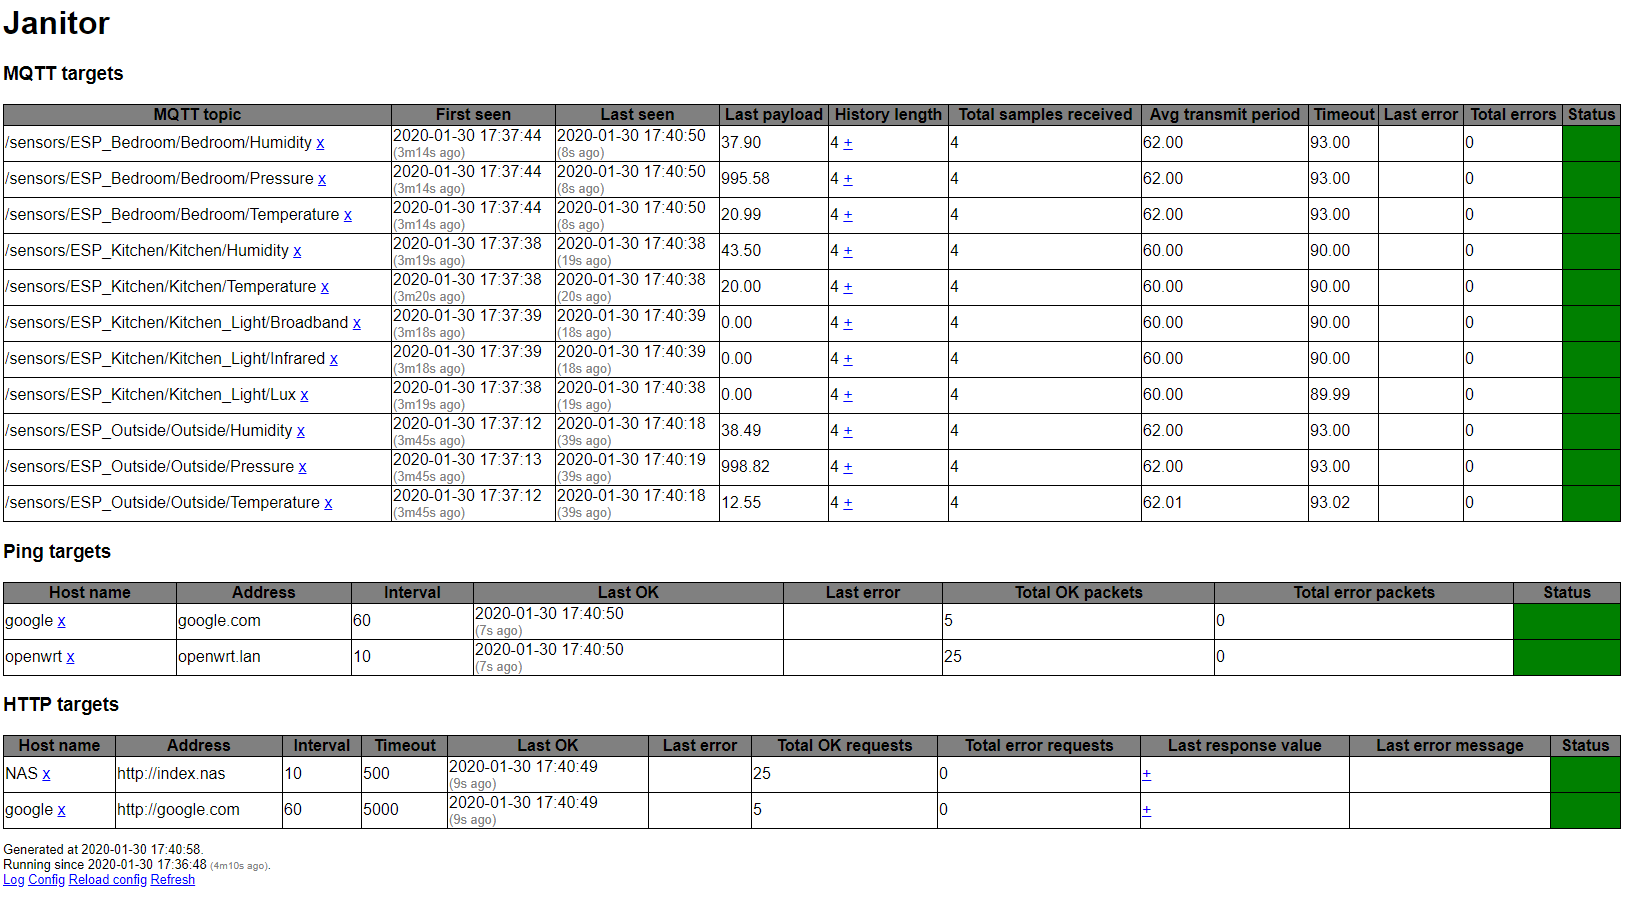 Janitor
MQTT targets
MQTT topic First seen Last seen Last payload History length Total samples received Avg transmit period Timeout Last error Total errors Status
/sensors/ESP_Bedroom/Bedroom/Humidity x 2020-01-30 17:37:44 (3m14s ago) 2020-01-30 17:40:50 (8s ago) 37.90 4 + 4 62.00 93.00 0
/sensors/ESP_Bedroom/Bedroom/Pressure x 2020-01-30 17:37:44 (3m14s ago) 2020-01-30 17:40:50 (8s ago) 995.58 4 + 4 62.00 93.00 0
/sensors/ESP_Bedroom/Bedroom/Temperature x 2020-01-30 17:37:44 (3m14s ago) 2020-01-30 17:40:50 (8s ago) 20.99 4 + 4 62.00 93.00 0
/sensors/ESP_Kitchen/Kitchen/Humidity x 2020-01-30 17:37:38 (3m19s ago) 2020-01-30 17:40:38 (19s ago) 43.50 4 + 4 60.00 90.00 0
/sensors/ESP_Kitchen/Kitchen/Temperature x 2020-01-30 17:37:38 (3m20s ago) 2020-01-30 17:40:38 (20s ago) 20.00 4 + 4 60.00 90.00 0
/sensors/ESP_Kitchen/Kitchen_Light/Broadband x 2020-01-30 17:37:39 (3m18s ago) 2020-01-30 17:40:39 (18s ago) 0.00 4 + 4 60.00 90.00 0
/sensors/ESP_Kitchen/Kitchen_Light/Infrared x 2020-01-30 17:37:39 (3m18s ago) 2020-01-30 17:40:39 (18s ago) 0.00 4 + 4 60.00 90.00 0
/sensors/ESP_Kitchen/Kitchen_Light/Lux x 2020-01-30 17:37:38 (3m19s ago) 2020-01-30 17:40:38 (19s ago) 0.00 4 + 4 60.00 89.99 0
/sensors/ESP_Outside/Outside/Humidity x 2020-01-30 17:37:12 (3m45s ago) 2020-01-30 17:40:18 (39s ago) 38.49 4 + 4 62.00 93.00 0
/sensors/ESP_Outside/Outside/Pressure x 2020-01-30 17:37:13 (3m45s ago) 2020-01-30 17:40:19 (39s ago) 998.82 4 + 4 62.00 93.00 0
/sensors/ESP_Outside/Outside/Temperature x 2020-01-30 17:37:12 (3m45s ago) 2020-01-30 17:40:18 (39s ago) 12.55 4 + 4 62.01 93.02 0
Ping targets
Host name Address Interval Last OK Last error Total OK packets Total error packets Status
google x google.com 60 2020-01-30 17:40:50 (7s ago) 5 0
openwrt x openwrt.lan 10 2020-01-30 17:40:50 (7s ago) 25 0
HTTP targets
Host name Address Interval Timeout Last OK Last error Total OK requests Total error requests Last response value Last error message Status
NAS x http://index.nas 10 500 2020-01-30 17:40:49 (9s ago) 25 0 +
google x http://google.com 60 5000 2020-01-30 17:40:49 (9s ago) 5 0 +
Generated at 2020-01-30 17:40:58.
Running since 2020-01-30 17:36:48 (4m10s ago).
Log Config Reload config Refresh